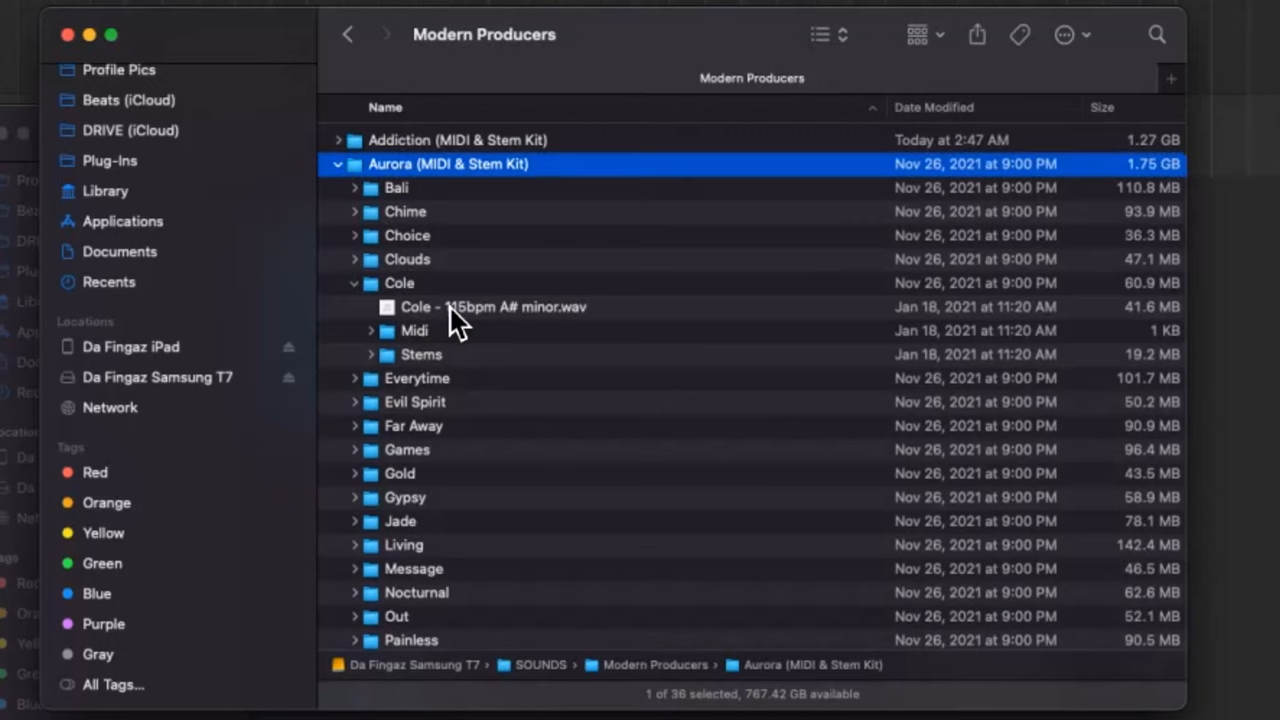 Modern Producers
Modern Producers
Profile Pics
Beats (iCloud)
DRIVE (iCloud)
Plug-Ins
Library
Applications
Documents
Recents
Locations
Da Fingaz iPad
Da Fingaz Samsung T7
Network
Tags
Red
Orange
Yellow
Green
Blue
Purple
Gray
All Tags...
Name Date Modified Size
Addiction (MIDI & Stem Kit) Today at 2:47 AM 1.27 GB
Aurora (MIDI & Stem Kit) Nov 26, 2021 at 9:00 PM 1.75 GB
Bali Nov 26, 2021 at 9:00 PM 110.8 MB
Chime Nov 26, 2021 at 9:00 PM 93.9 MB
Choice Nov 26, 2021 at 9:00 PM 36.3 MB
Clouds Nov 26, 2021 at 9:00 PM 47.1 MB
Cole Nov 26, 2021 at 9:00 PM 60.9 MB
Cole - 115bpm A# minor.wav Jan 18, 2021 at 11:20 AM 41.6 MB
Midi Jan 18, 2021 at 11:20 AM 1 KB
Stems Jan 18, 2021 at 11:20 AM 19.2 MB
Everytime Nov 26, 2021 at 9:00 PM 101.7 MB
Evil Spirit Nov 26, 2021 at 9:00 PM 50.2 MB
Far Away Nov 26, 2021 at 9:00 PM 90.9 MB
Games Nov 26, 2021 at 9:00 PM 96.4 MB
Gold Nov 26, 2021 at 9:00 PM 43.5 MB
Gypsy Nov 26, 2021 at 9:00 PM 58.9 MB
Jade Nov 26, 2021 at 9:00 PM 78.1 MB
Living Nov 26, 2021 at 9:00 PM 142.4 MB
Message Nov 26, 2021 at 9:00 PM 46.5 MB
Nocturnal Nov 26, 2021 at 9:00 PM 62.6 MB
Out Nov 26, 2021 at 9:00 PM 52.1 MB
Painless Nov 26, 2021 at 9:00 PM 90.5 MB
Da Fingaz Samsung T7 › SOUNDS › Modern Producers › Aurora (MIDI & Stem Kit)
1 of 36 selected, 767.42 GB available